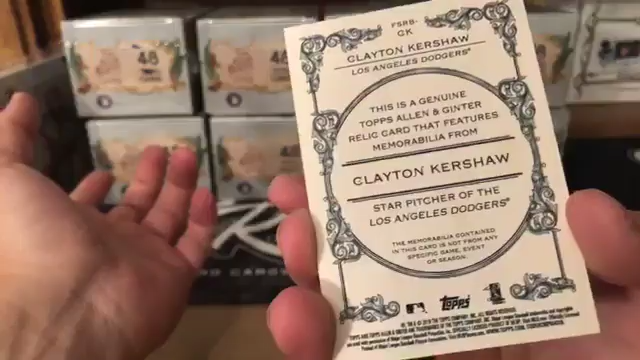 FSRB-
CK
CLAYTON KERSHAW
LOS ANGELES DODGERS®
THIS IS A GENUINE
TOPPS ALLEN & GINTER
RELIC CARD THAT FEATURES
MEMORABILIA FROM
CLAYTON KERSHAW
STAR PITCHER OF THE
LOS ANGELES DODGERS®
THE MEMORABILIA CONTAINED
IN THIS CARD IS NOT FROM ANY
SPECIFIC GAME, EVENT
OR SEASON.
Topps
48
48